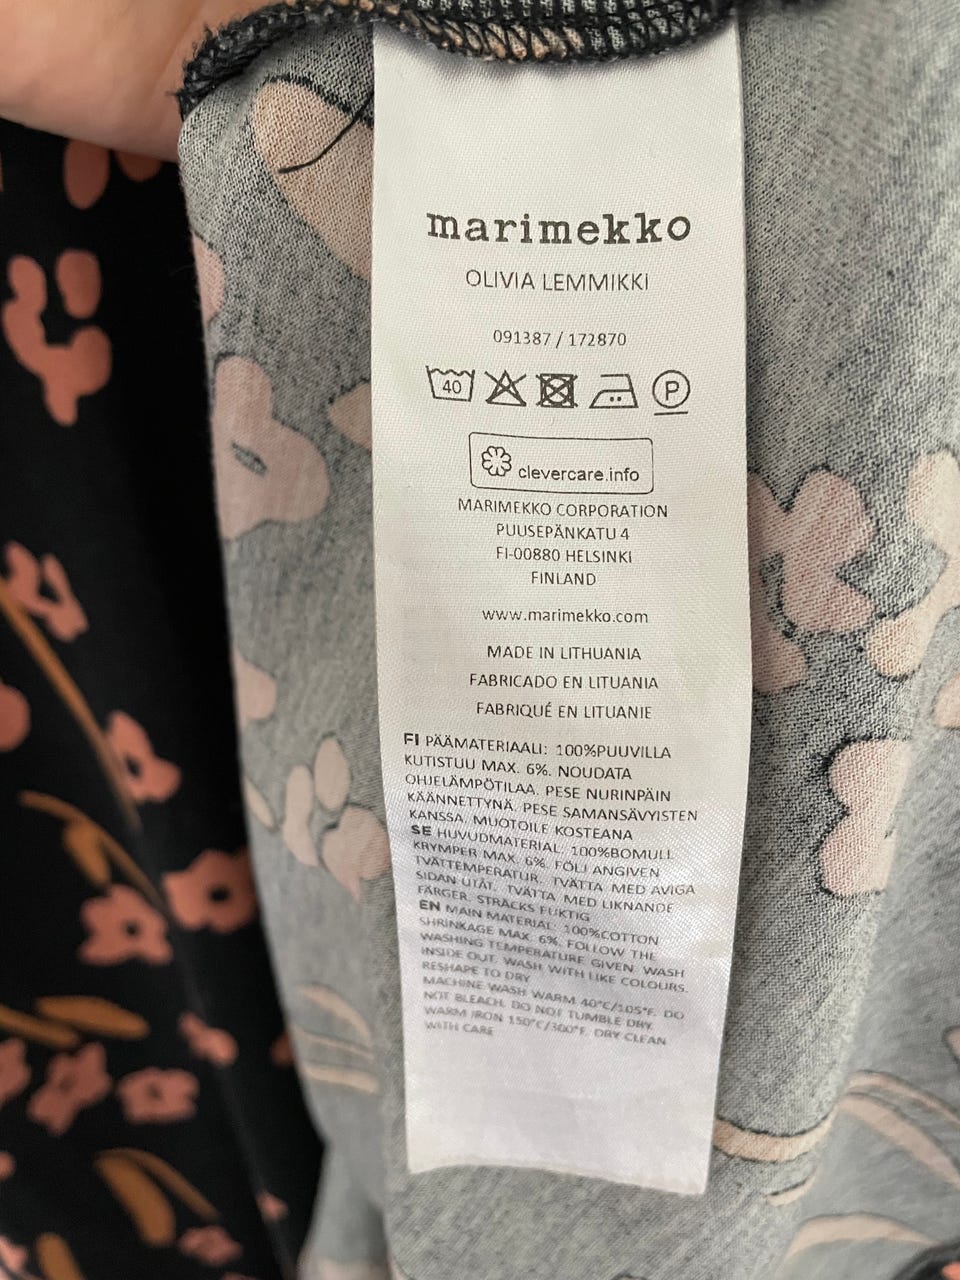 marimekko
OLIVIA LEMMIKKI
091387 / 172870
40 P
clevercare.info
MARIMEKKO CORPORATION
PUUSEPÄNKATU 4
FI-00880 HELSINKI
FINLAND
www.marimekko.com
MADE IN LITHUANIA
FABRICADO EN LITUANIA
FABRIQUÉ EN LITUANIE
FI PÄÄMATERIAALI: 100%PUUVILLA
KUTISTUU MAX. 6%. NOUDATA
OHJELÄMPÖTILAA. PESE NURINPÄIN
KÄÄNNETTYNÄ. PESE SAMANSÄVYISTEN
KANSSA. MUOTOILE KOSTEANA
SE HUVUDMATERIAL: 100%BOMULL
KRYMPER MAX. 6%. FÖLJ ANGIVEN
TVÄTTEMPERATUR. TVÄTTA MED AVIGA
SIDAN UTÅT. TVÄTTA MED LIKNANDE
FÄRGER. STRÄCKS FUKTIG
EN MAIN MATERIAL: 100%COTTON
SHRINKAGE MAX. 6%. FOLLOW THE
WASHING TEMPERATURE GIVEN. WASH
INSIDE OUT. WASH WITH LIKE COLOURS.
RESHAPE TO DRY
MACHINE WASH WARM 40°C/105°F. DO
NOT BLEACH. DO NOT TUMBLE DRY.
WARM IRON 150°C/300°F. DRY CLEAN
WITH CARE